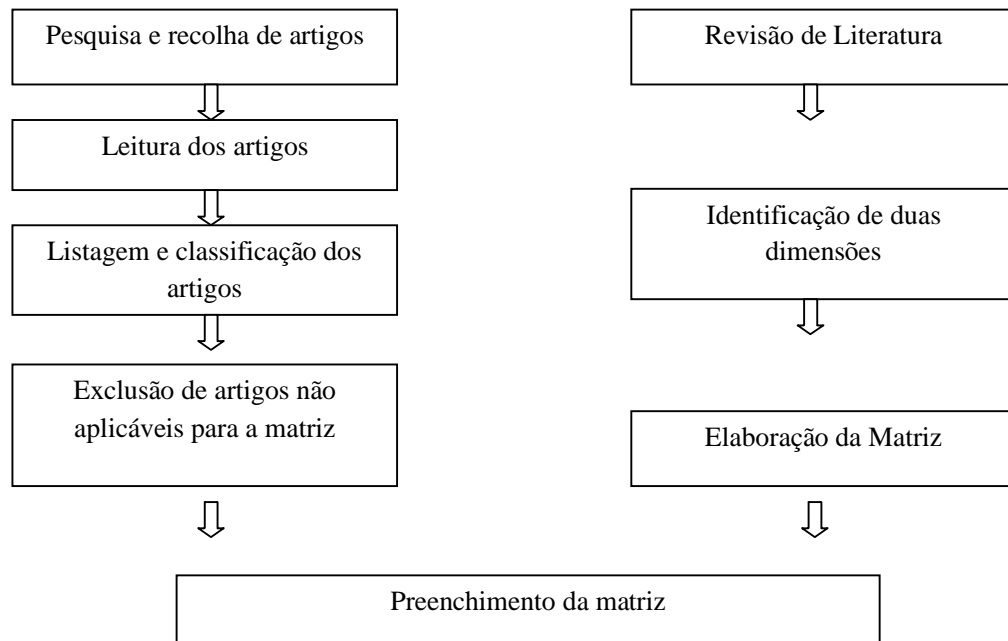 Pesquisa e recolha de artigos
Leitura dos artigos
Listagem e classificação dos
artigos
Exclusão de artigos não
aplicáveis para a matriz
Revisão de Literatura
Identificação de duas
dimensões
Elaboração da Matriz
Preenchimento da matriz